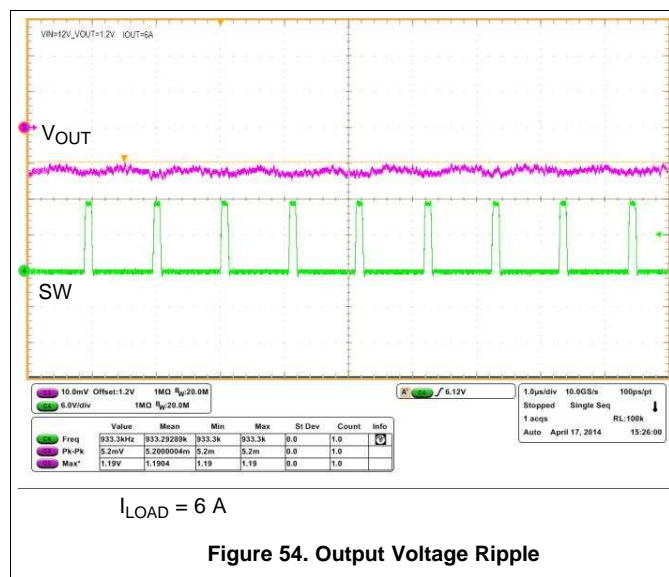 VIN=12V_VOUT=1.2V IOUT=6A
VOUT
SW
10.0mV Offset:1.2V 1MΩ BW:20.0M
6.0V/div 1MΩ BW:20.0M
A' C4 ∫ 6.12V
1.0μs/div 10.0GS/s 100ps/pt
Stopped Single Seq
1 acqs RL:100k
Auto April 17, 2014 15:26:00
Value Mean Min Max St Dev Count Info
Freq 933.3kHz 933.29289k 933.3k 933.3k 0.0 1.0
Pk-Pk 5.2mV 5.2000004m 5.2m 5.2m 0.0 1.0
Max* 1.19V 1.1904 1.19 1.19 0.0 1.0
ILOAD = 6 A
Figure 54. Output Voltage Ripple